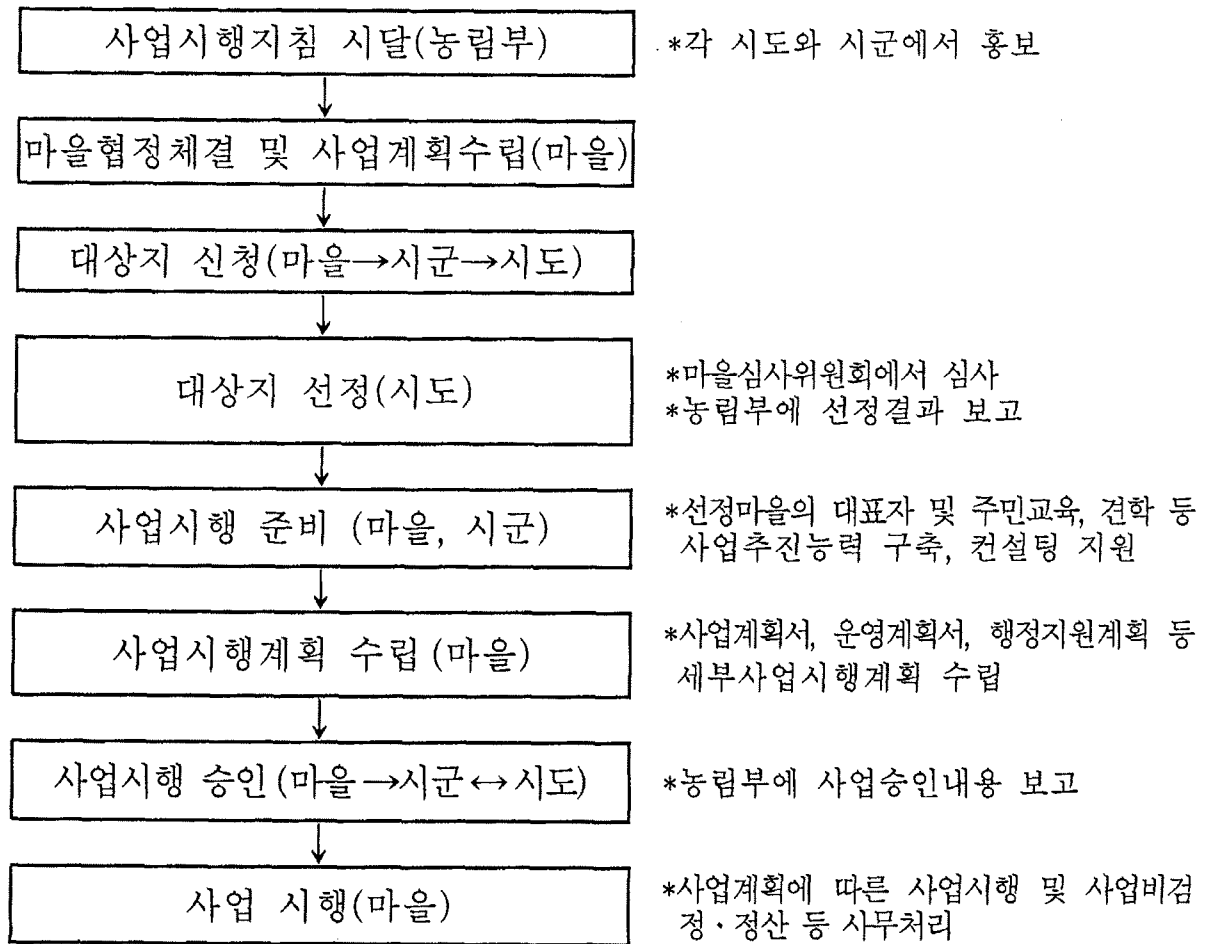 사업시행지침 시달(농림부)
*각 시도와 시군에서 홍보
마을협정체결 및 사업계획수립(마을)
대상지 신청(마을→시군→시도)
대상지 선정(시도)
*마을심사위원회에서 심사
*농림부에 선정결과 보고
사업시행 준비 (마을, 시군)
*선정마을의 대표자 및 주민교육, 견학 등
사업추진능력 구축, 컨설팅 지원
사업시행계획 수립 (마을)
*사업계획서, 운영계획서, 행정지원계획 등
세부사업시행계획 수립
사업시행 승인 (마을→시군↔시도)
*농림부에 사업승인내용 보고
사업 시행(마을)
*사업계획에 따른 사업시행 및 사업비검
정·정산 등 사무처리